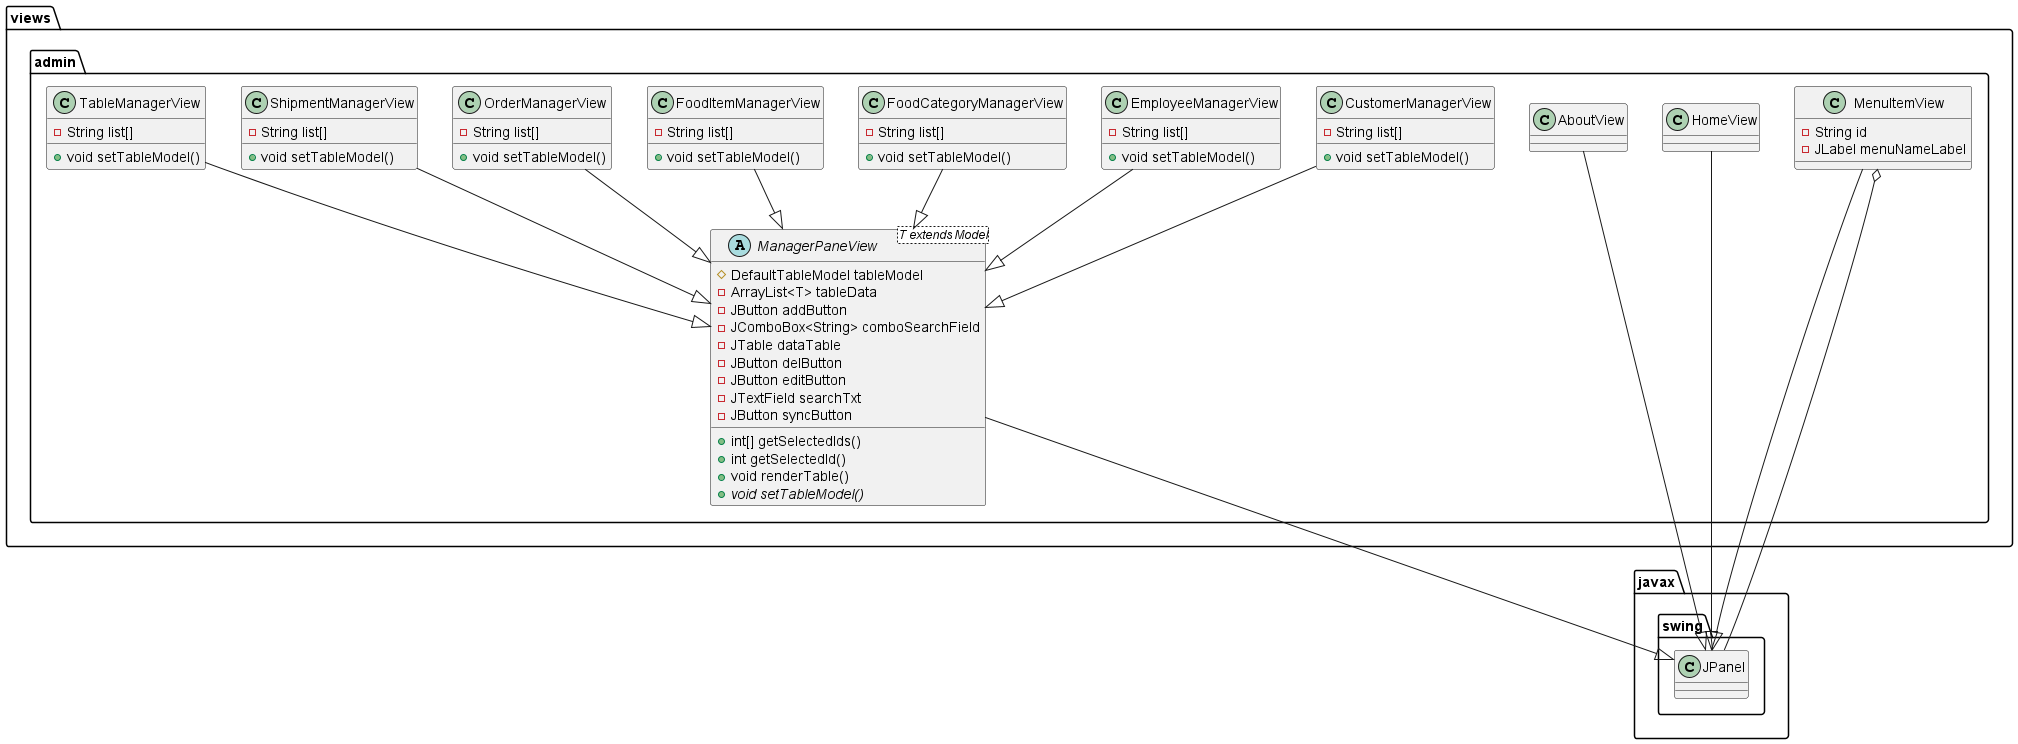 views
admin
C TableManagerView
String list[]
void setTableModel()
C ShipmentManagerView
String list[]
void setTableModel()
C OrderManagerView
String list[]
void setTableModel()
C FoodItemManagerView
String list[]
void setTableModel()
C FoodCategoryManagerView
String list[]
void setTableModel()
C EmployeeManagerView
String list[]
void setTableModel()
C CustomerManagerView
String list[]
void setTableModel()
C AboutView
C HomeView
C MenuItemView
String id
JLabel menuNameLabel
T extends Model
A ManagerPaneView
DefaultTableModel tableModel
ArrayList<T> tableData
JButton addButton
JComboBox<String> comboSearchField
JTable dataTable
JButton delButton
JButton editButton
JTextField searchTxt
JButton syncButton
int[] getSelectedIds()
int getSelectedId()
void renderTable()
void setTableModel()
javax
swing
C JPanel